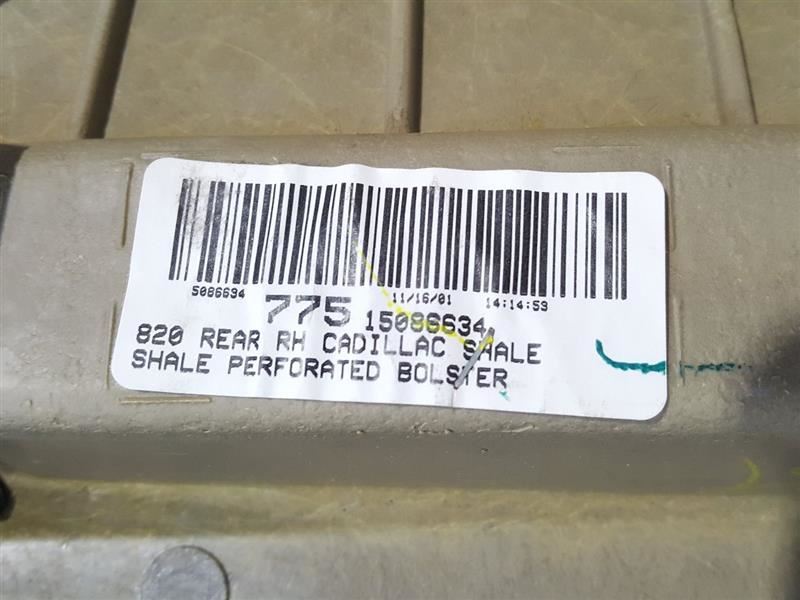 5086634 11/16/01 14:14:53
775 15086634
820 REAR RH CADILLAC SHALE
SHALE PERFORATED BOLSTER